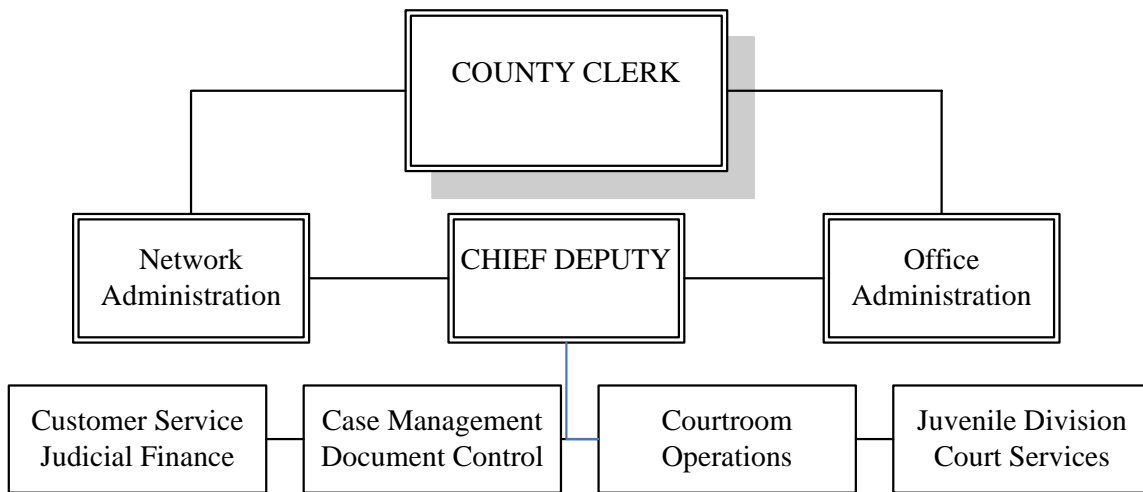 COUNTY CLERK
Network
Administration
CHIEF DEPUTY
Office
Administration
Customer Service
Judicial Finance
Case Management
Document Control
Courtroom
Operations
Juvenile Division
Court Services